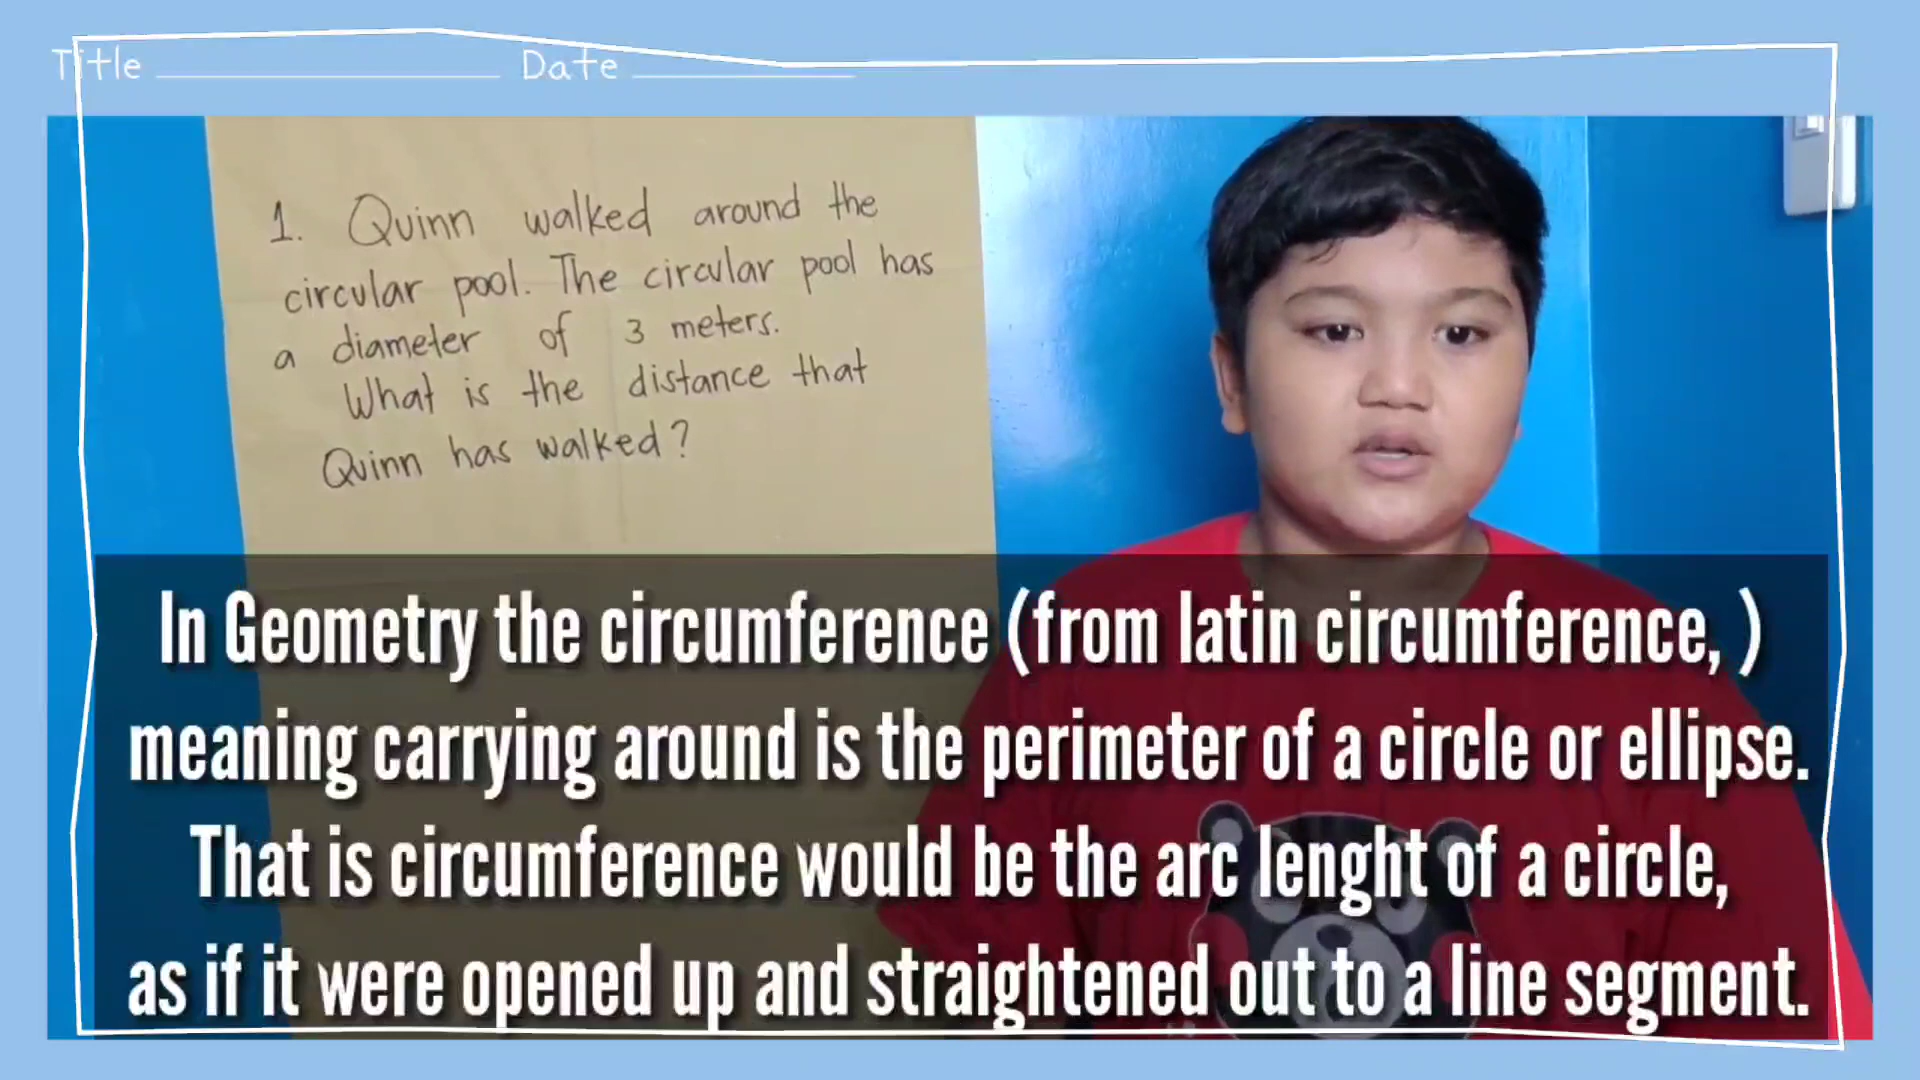 Title Date
1. Quinn walked around the
circular pool. The circular pool has
a diameter of 3 meters.
What is the distance that
Quinn has walked?
In Geometry the circumference (from latin circumference, )
meaning carrying around is the perimeter of a circle or ellipse.
That is circumference would be the arc lenght of a circle,
as if it were opened up and straightened out to a line segment.